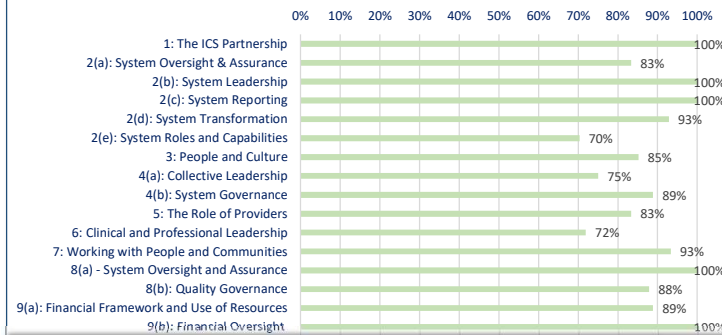 0% 10% 20% 30% 40% 50% 60% 70% 80% 90% 100%
1: The ICS Partnership 100%
2(a): System Oversight & Assurance 83%
2(b): System Leadership 100%
2(c): System Reporting 100%
2(d): System Transformation 93%
2(e): System Roles and Capabilities 70%
3: People and Culture 85%
4(a): Collective Leadership 75%
4(b): System Governance 89%
5: The Role of Providers 83%
6: Clinical and Professional Leadership 72%
7: Working with People and Communities 93%
8(a) - System Oversight and Assurance 100%
8(b): Quality Governance 88%
9(a): Financial Framework and Use of Resources 89%
9(b): Financial Oversight 100%